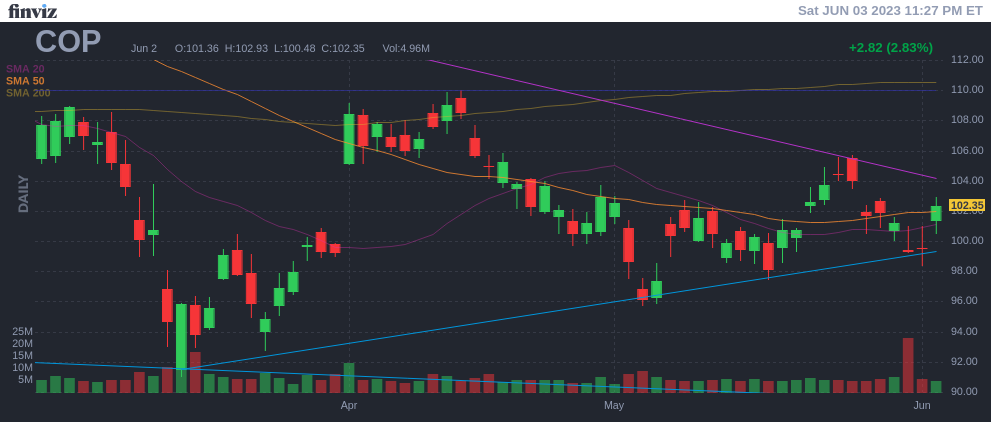 finviz
Sat JUN 03 2023 11:27 PM ET
COP Jun 2 O:101.36 H:102.93 L:100.48 C:102.35 Vol:4.96M +2.82 (2.83%)
SMA 20
SMA 50
SMA 200
DAILY
112.00
110.00
108.00
106.00
104.00
102.35
102.00
100.00
98.00
96.00
94.00
92.00
90.00
25M
20M
15M
10M
5M
Apr May Jun